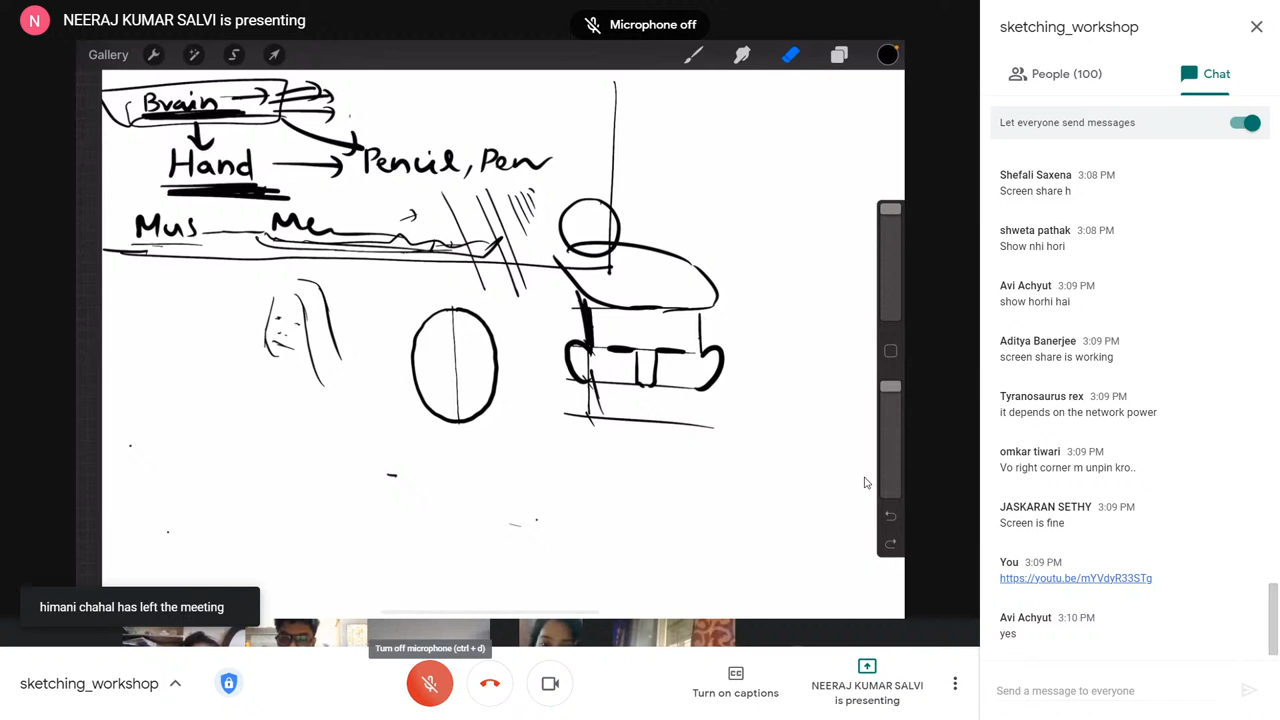 N
NEERAJ KUMAR SALVI is presenting
Microphone off
Gallery
Brain
Hand
Pencil, Pen
Mus
Me
himani chahal has left the meeting
Turn off microphone (ctrl + d)
sketching_workshop
Turn on captions
NEERAJ KUMAR SALVI
is presenting
sketching_workshop
People (100)
Chat
Let everyone send messages
Shefali Saxena 3:08 PM
Screen share h
shweta pathak 3:08 PM
Show nhi hori
Avi Achyut 3:09 PM
show horhi hai
Aditya Banerjee 3:09 PM
screen share is working
Tyranosaurus rex 3:09 PM
it depends on the network power
omkar tiwari 3:09 PM
Vo right corner m unpin kro..
JASKARAN SETHY 3:09 PM
Screen is fine
You 3:09 PM
https://youtu.be/mYVdyR33STg
Avi Achyut 3:10 PM
yes
Send a message to everyone